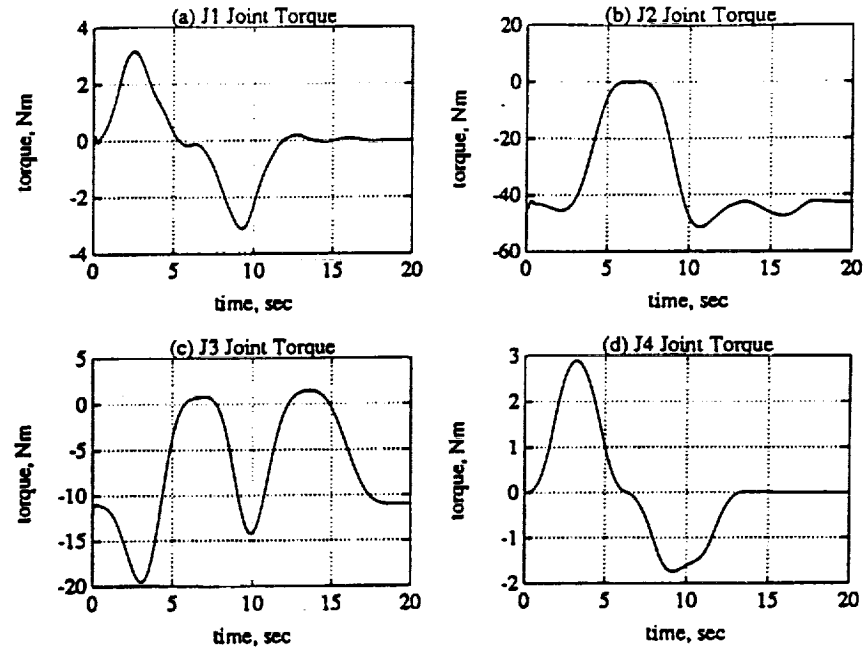 (a) J1 Joint Torque
4
2
0
-2
-4
torque, Nm
0 5 10 15 20
time, sec
(b) J2 Joint Torque
20
0
-20
-40
-60
torque, Nm
0 5 10 15 20
time, sec
(c) J3 Joint Torque
5
0
-5
-10
-15
-20
torque, Nm
0 5 10 15 20
time, sec
(d) J4 Joint Torque
3
2
1
0
-1
-2
torque, Nm
0 5 10 15 20
time, sec